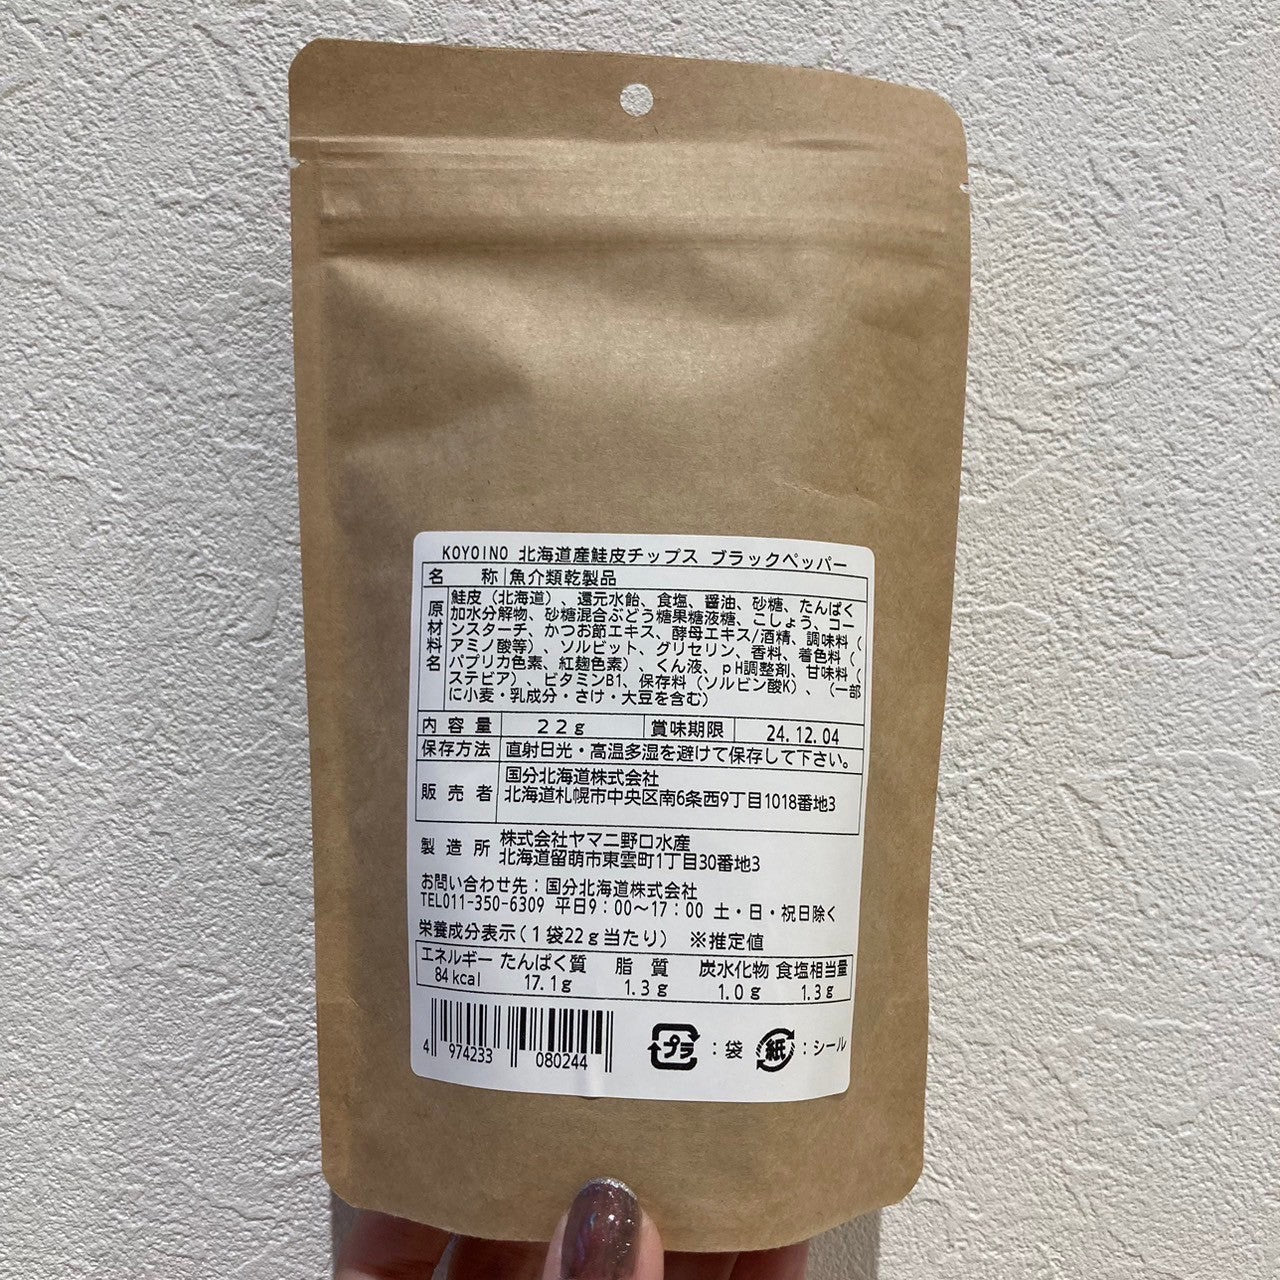 KOYOINO 北海道産鮭皮チップス ブラックペッパー
名 称 魚介類乾製品
原材料名
鮭皮（北海道）、還元水飴、食塩、醤油、砂糖、たんぱく
加水分解物、砂糖混合ぶどう糖果糖液糖、こしょう、コー
ンスターチ、かつお節エキス、酵母エキス/酒精、調味料（
アミノ酸等）、ソルビット、グリセリン、香料、着色料（
パプリカ色素、紅麹色素）、くん液、pH調整剤、甘味料（
ステビア）、ビタミンB1、保存料（ソルビン酸K）、（一部
に小麦・乳成分・さけ・大豆を含む）
内容量 22g 賞味期限 24.12.04
保存方法 直射日光・高温多湿を避けて保存して下さい。
販売者 国分北海道株式会社
北海道札幌市中央区南6条西9丁目1018番地3
製造所 株式会社ヤマニ野口水産
北海道留萌市東雲町1丁目30番地3
お問い合わせ先：国分北海道株式会社
TEL011-350-6309 平日9：00～17：00 土・日・祝日除く
栄養成分表示（1袋22g当たり） ※推定値
エネルギー たんぱく質 脂 質 炭水化物 食塩相当量
84kcal 17.1g 1.3g 1.0g 1.3g
4 974233 080244 プラ：袋 紙：シール